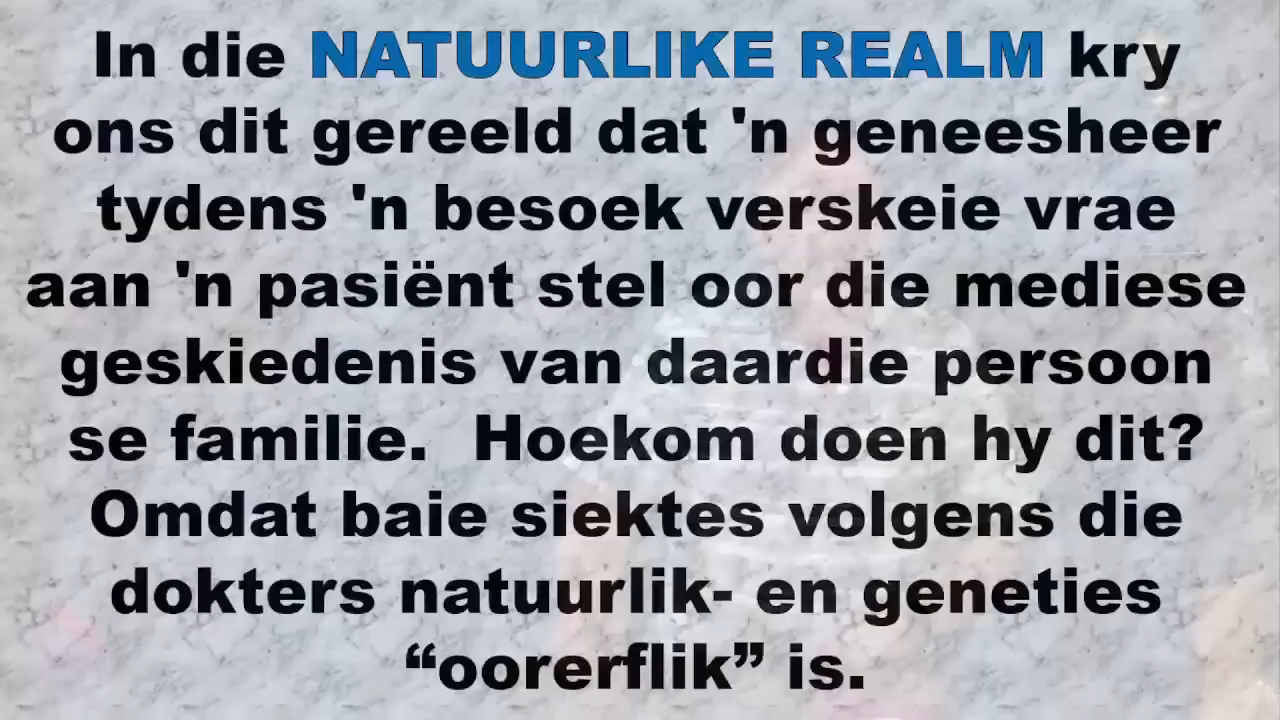 In die NATUURLIKE REALM kry
ons dit gereeld dat 'n geneesheer
tydens 'n besoek verskeie vrae
aan 'n pasiënt stel oor die mediese
geskiedenis van daardie persoon
se familie.  Hoekom doen hy dit?
Omdat baie siektes volgens die
dokters natuurlik- en geneties
“oorerflik” is.